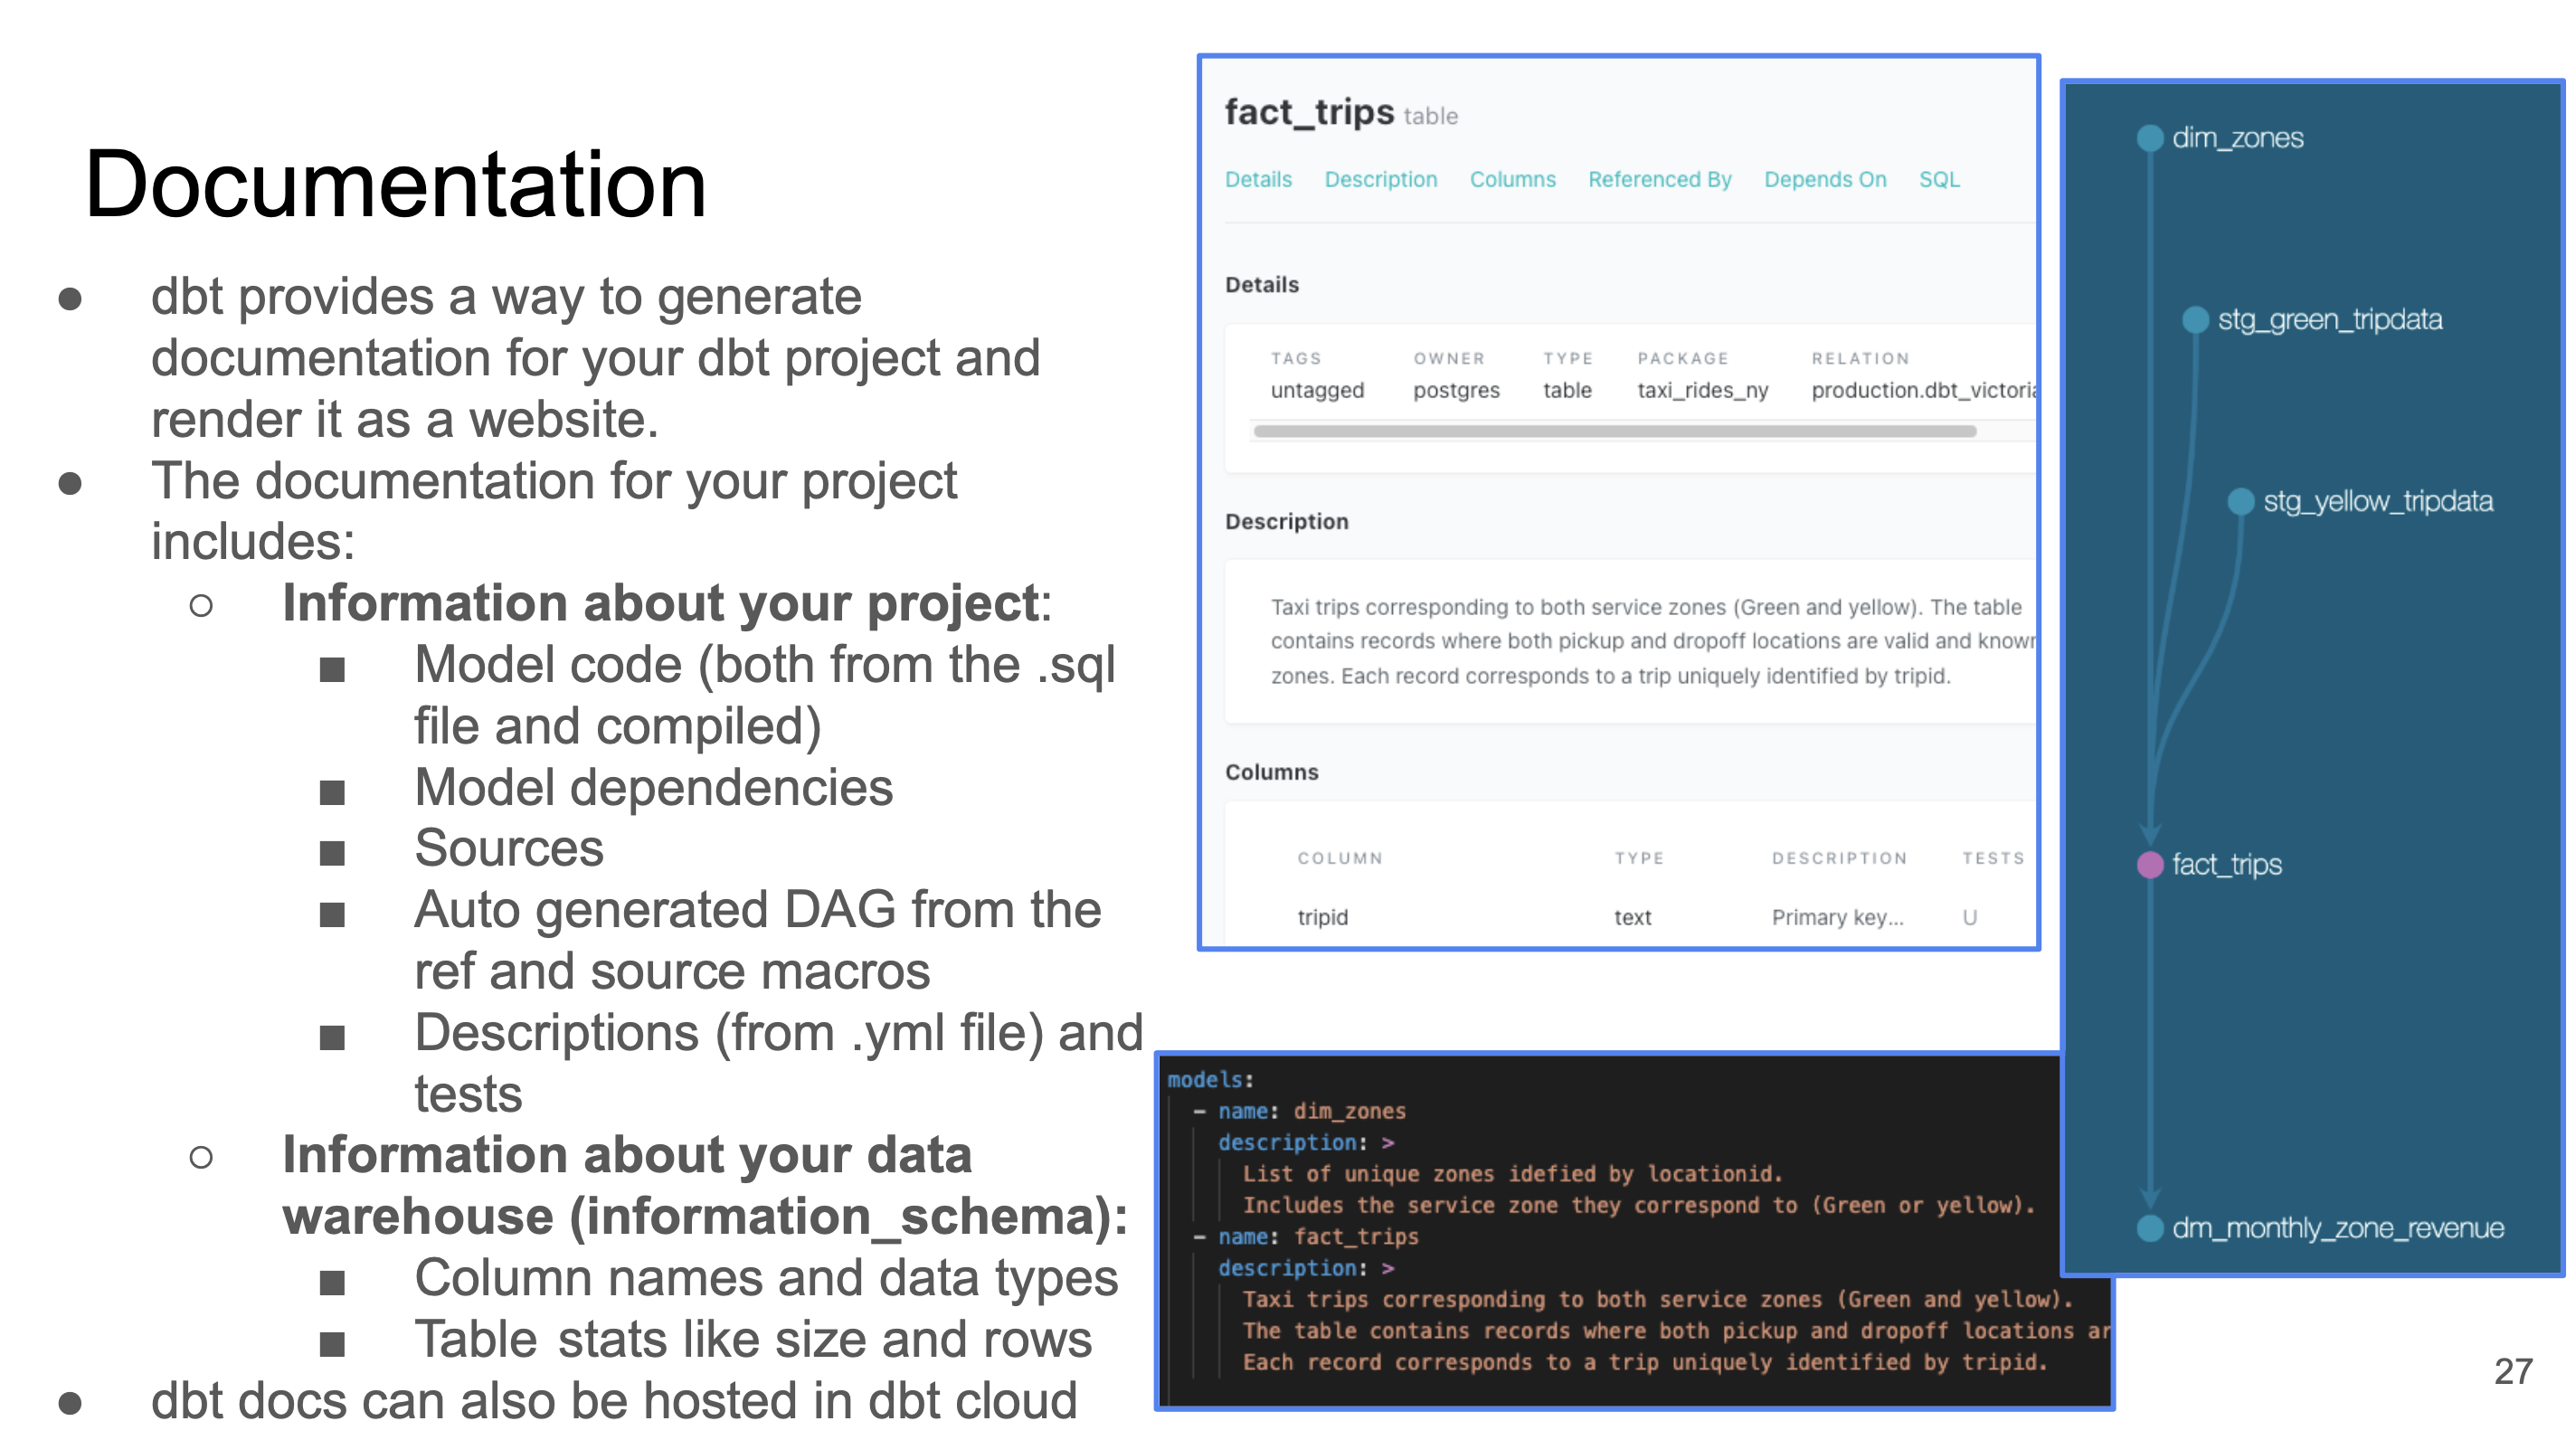 Documentation
● dbt provides a way to generate
documentation for your dbt project and
render it as a website.
● The documentation for your project
includes:
○ Information about your project:
■ Model code (both from the .sql
file and compiled)
■ Model dependencies
■ Sources
■ Auto generated DAG from the
ref and source macros
■ Descriptions (from .yml file) and
tests
○ Information about your data
warehouse (information_schema):
■ Column names and data types
■ Table stats like size and rows
● dbt docs can also be hosted in dbt cloud
fact_trips table
Details Description Columns Referenced By Depends On SQL
Details
TAGS OWNER TYPE PACKAGE RELATION
untagged postgres table taxi_rides_ny production.dbt_victoria
Description
Taxi trips corresponding to both service zones (Green and yellow). The table
contains records where both pickup and dropoff locations are valid and known
zones. Each record corresponds to a trip uniquely identified by tripid.
Columns
COLUMN TYPE DESCRIPTION TESTS
tripid text Primary key... U
dim_zones
stg_green_tripdata
stg_yellow_tripdata
fact_trips
dm_monthly_zone_revenue
models:
- name: dim_zones
description: >
List of unique zones idefied by locationid.
Includes the service zone they correspond to (Green or yellow).
- name: fact_trips
description: >
Taxi trips corresponding to both service zones (Green and yellow).
The table contains records where both pickup and dropoff locations ar
Each record corresponds to a trip uniquely identified by tripid.
27